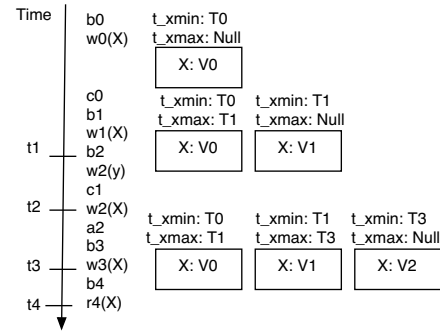 Time
b0
w0(X)
t_xmin: T0
t_xmax: Null
X: V0
c0
b1
w1(X)
t1
b2
w2(y)
t_xmin: T0
t_xmax: T1
X: V0
t_xmin: T1
t_xmax: Null
X: V1
c1
t2
w2(X)
a2
b3
t3
w3(X)
b4
t4
r4(X)
t_xmin: T0
t_xmax: T1
X: V0
t_xmin: T1
t_xmax: T3
X: V1
t_xmin: T3
t_xmax: Null
X: V2